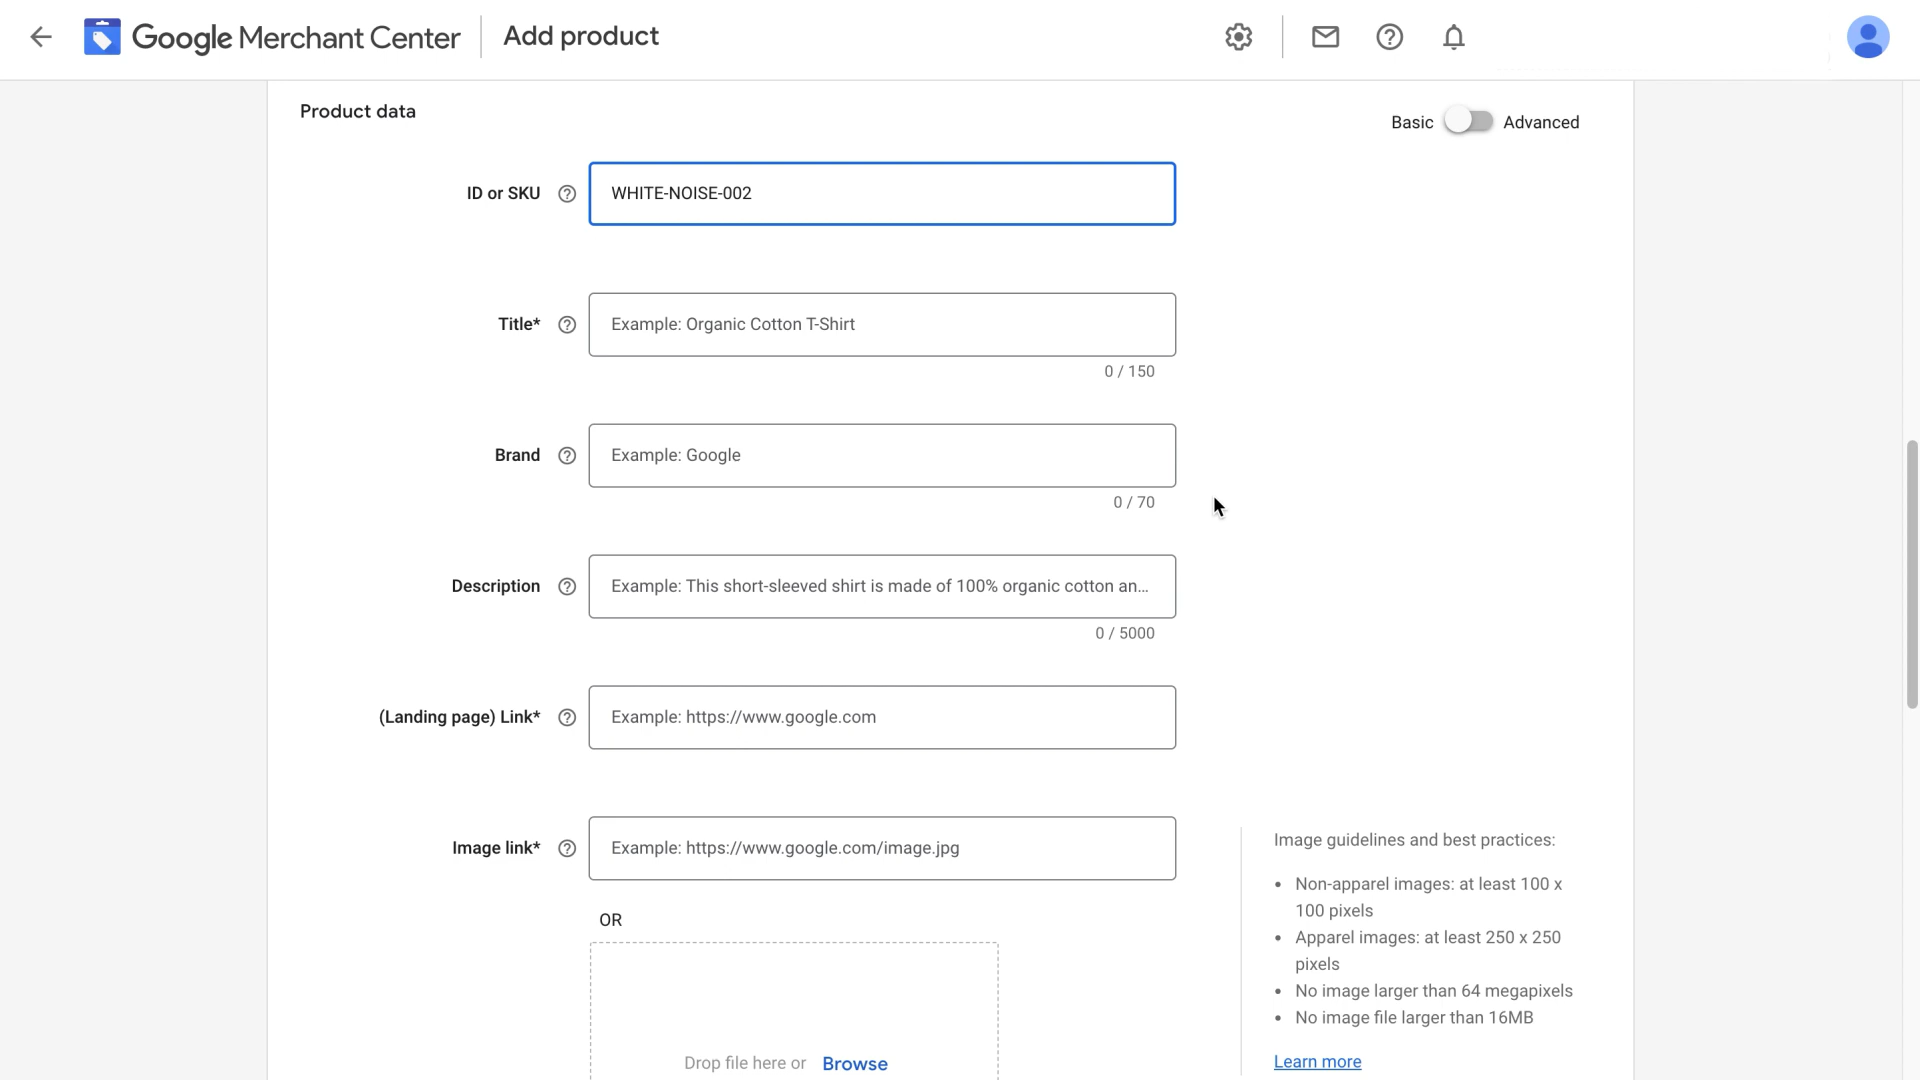 Google Merchant Center
Add product
Product data
Basic
Advanced
ID or SKU
WHITE-NOISE-002
Title*
Example: Organic Cotton T-Shirt
0 / 150
Brand
Example: Google
0 / 70
Description
Example: This short-sleeved shirt is made of 100% organic cotton an...
0 / 5000
(Landing page) Link*
Example: https://www.google.com
Image link*
Example: https://www.google.com/image.jpg
OR
Drop file here or Browse
Image guidelines and best practices:
• Non-apparel images: at least 100 x
100 pixels
• Apparel images: at least 250 x 250
pixels
• No image larger than 64 megapixels
• No image file larger than 16MB
Learn more